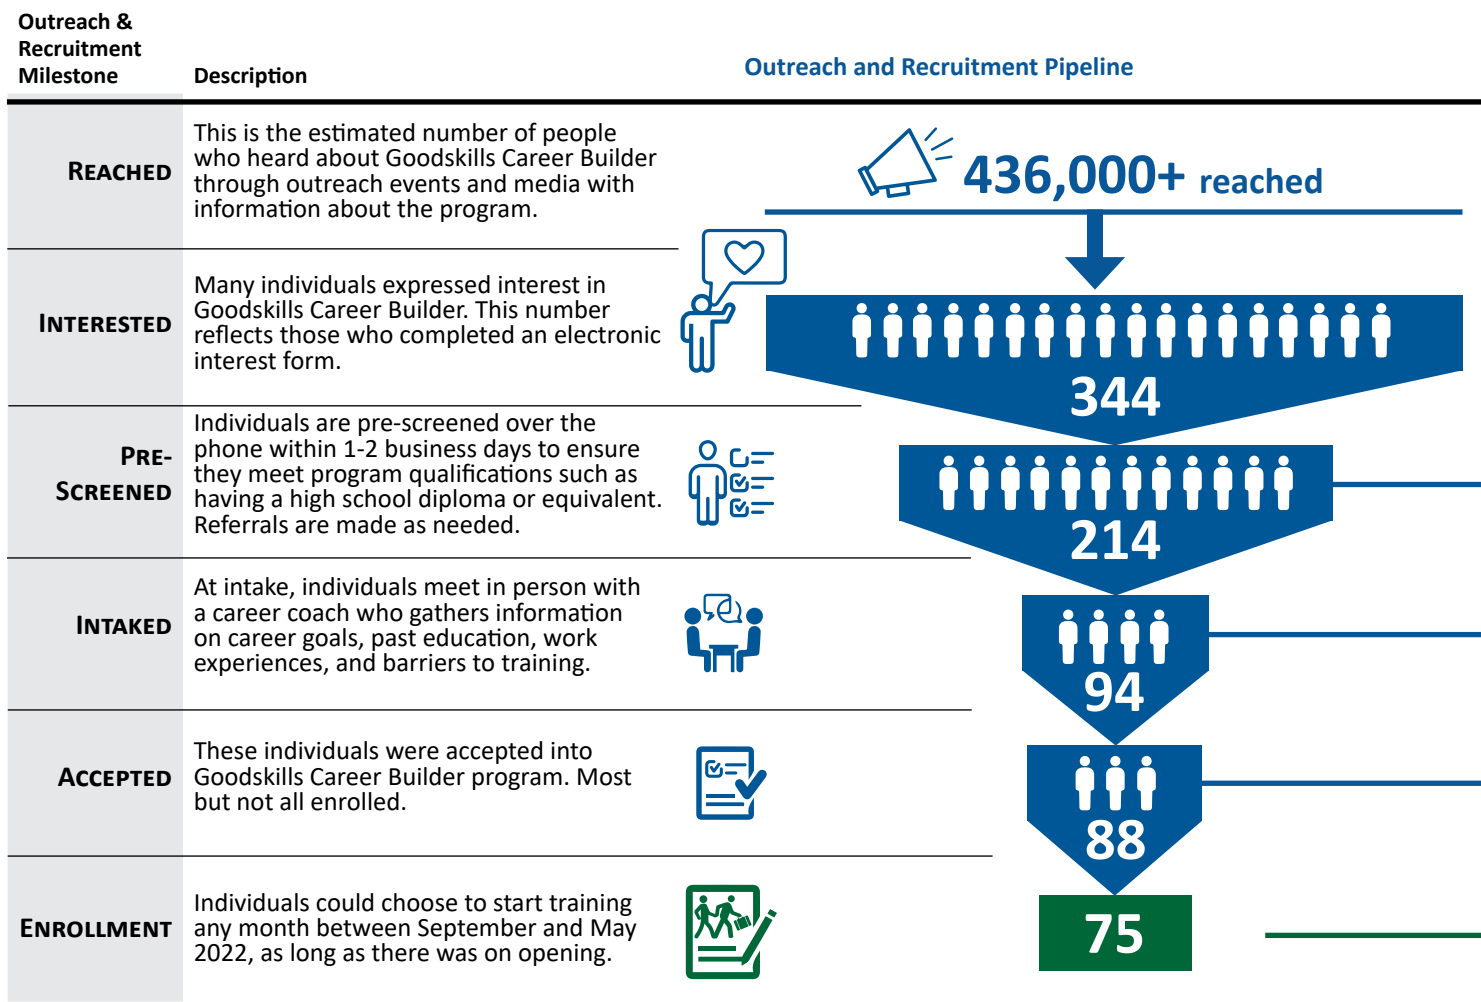 Outreach &
Recruitment
Milestone
Description
Outreach and Recruitment Pipeline
REACHED
This is the estimated number of people
who heard about Goodskills Career Builder
through outreach events and media with
information about the program.
436,000+ reached
INTERESTED
Many individuals expressed interest in
Goodskills Career Builder. This number
reflects those who completed an electronic
interest form.
344
PRE-
SCREENED
Individuals are pre-screened over the
phone within 1-2 business days to ensure
they meet program qualifications such as
having a high school diploma or equivalent.
Referrals are made as needed.
214
INTAKED
At intake, individuals meet in person with
a career coach who gathers information
on career goals, past education, work
experiences, and barriers to training.
94
ACCEPTED
These individuals were accepted into
Goodskills Career Builder program. Most
but not all enrolled.
88
ENROLLMENT
Individuals could choose to start training
any month between September and May
2022, as long as there was on opening.
75